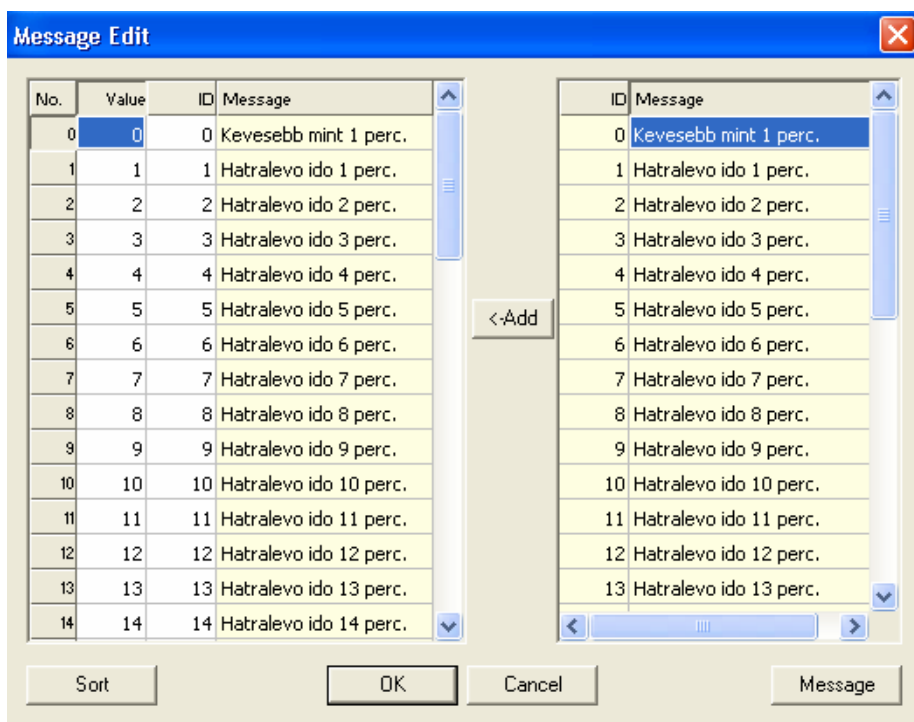 Message Edit
No. Value ID Message
0 0 0 Kevesebb mint 1 perc.
1 1 1 Hatralevo ido 1 perc.
2 2 2 Hatralevo ido 2 perc.
3 3 3 Hatralevo ido 3 perc.
4 4 4 Hatralevo ido 4 perc.
5 5 5 Hatralevo ido 5 perc.
6 6 6 Hatralevo ido 6 perc.
7 7 7 Hatralevo ido 7 perc.
8 8 8 Hatralevo ido 8 perc.
9 9 9 Hatralevo ido 9 perc.
10 10 10 Hatralevo ido 10 perc.
11 11 11 Hatralevo ido 11 perc.
12 12 12 Hatralevo ido 12 perc.
13 13 13 Hatralevo ido 13 perc.
14 14 14 Hatralevo ido 14 perc.
<-Add
ID Message
0 Kevesebb mint 1 perc.
1 Hatralevo ido 1 perc.
2 Hatralevo ido 2 perc.
3 Hatralevo ido 3 perc.
4 Hatralevo ido 4 perc.
5 Hatralevo ido 5 perc.
6 Hatralevo ido 6 perc.
7 Hatralevo ido 7 perc.
8 Hatralevo ido 8 perc.
9 Hatralevo ido 9 perc.
10 Hatralevo ido 10 perc.
11 Hatralevo ido 11 perc.
12 Hatralevo ido 12 perc.
13 Hatralevo ido 13 perc.
Sort OK Cancel Message